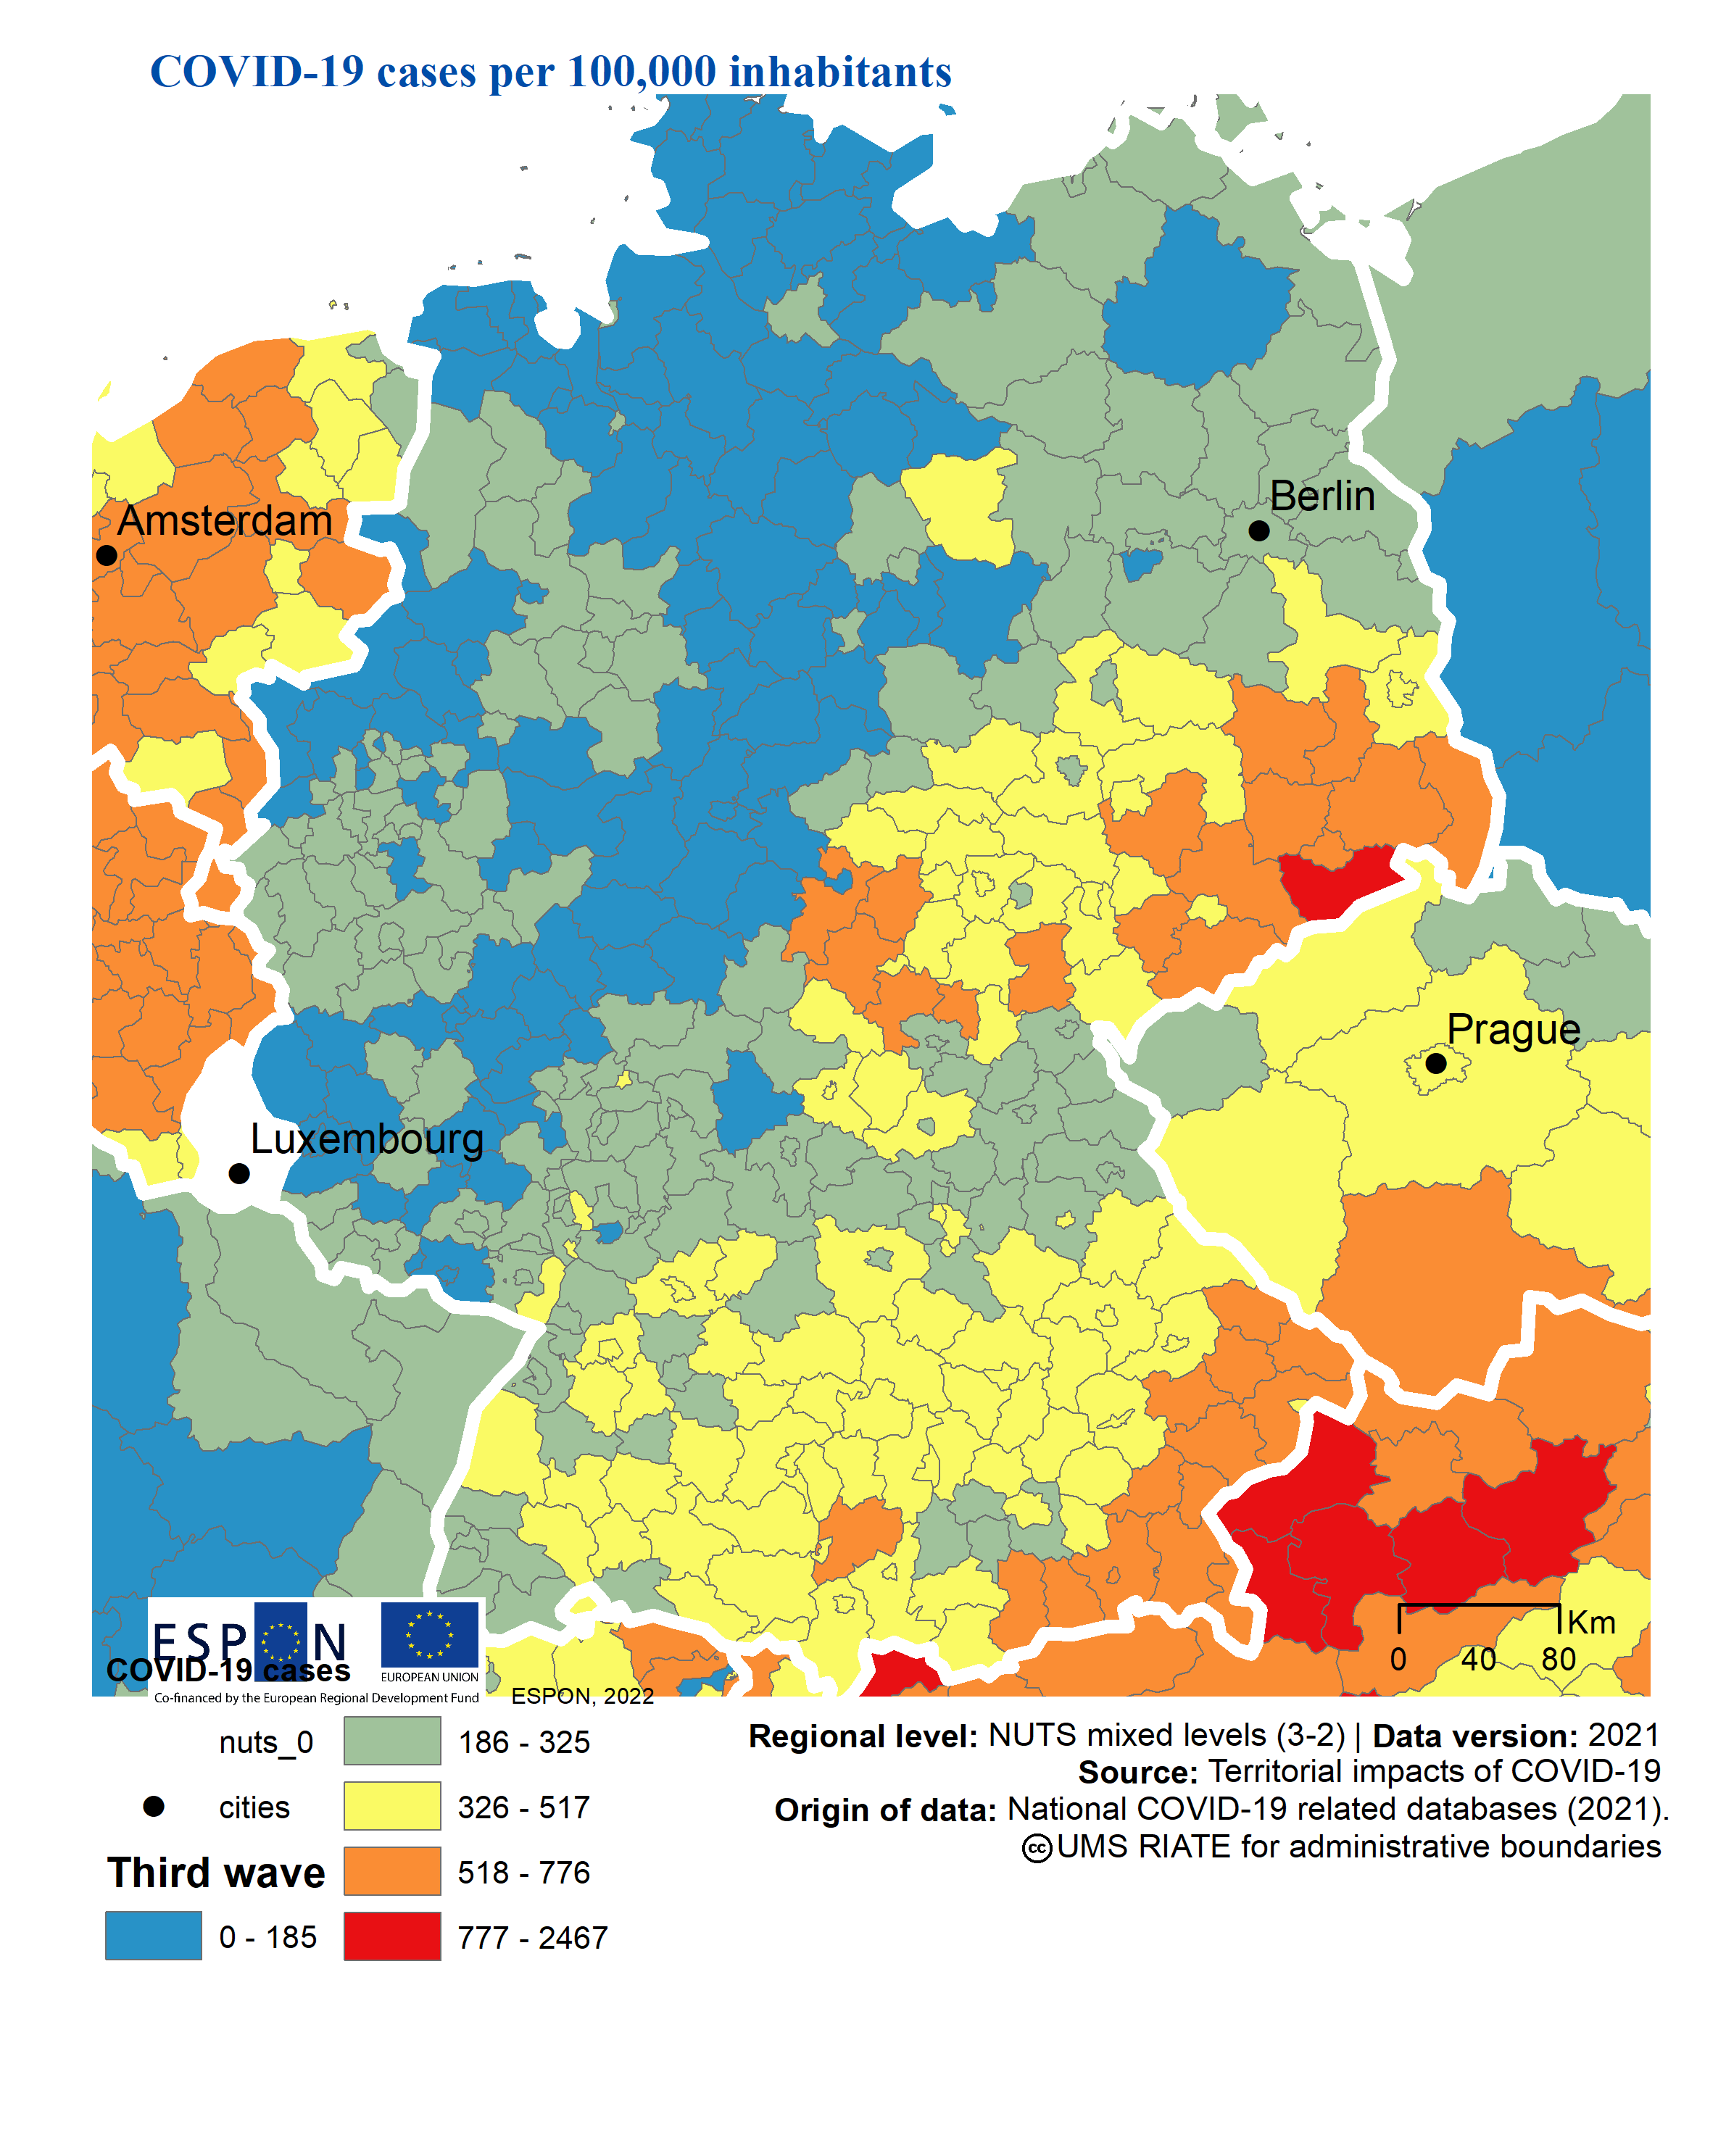 COVID-19 cases per 100,000 inhabitants
Berlin
Amsterdam
Prague
Luxembourg
ESPON
EUROPEAN UNION
Co-financed by the European Regional Development Fund
ESPON, 2022
Km
0 40 80
COVID-19 cases
nuts_0
cities
Third wave
0 - 185
186 - 325
326 - 517
518 - 776
777 - 2467
Regional level: NUTS mixed levels (3-2) | Data version: 2021
Source: Territorial impacts of COVID-19
Origin of data: National COVID-19 related databases (2021).
cc UMS RIATE for administrative boundaries